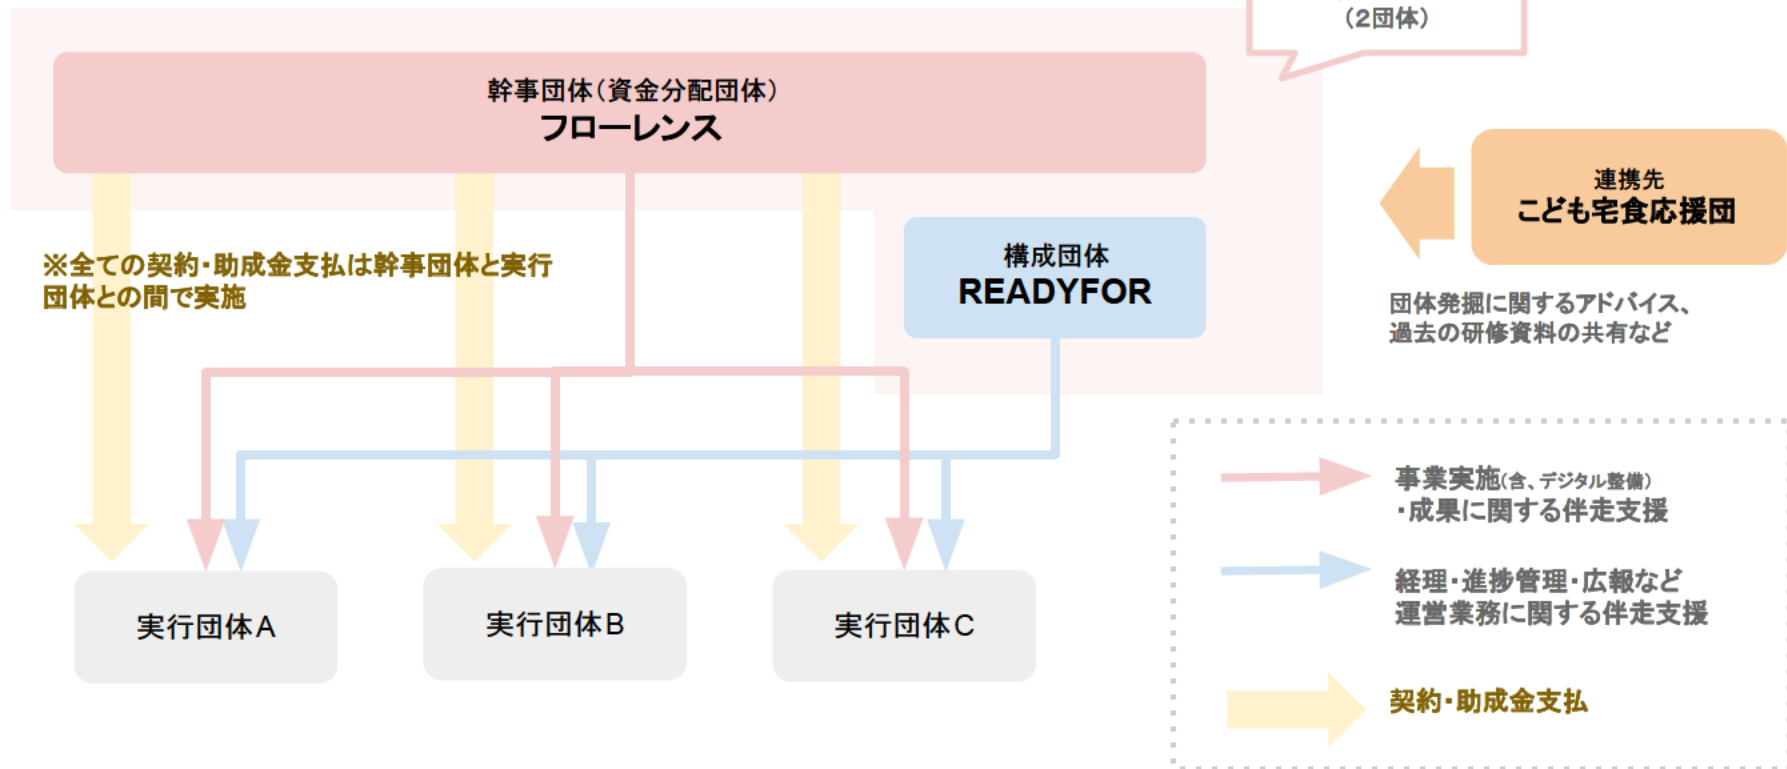 (2団体)
幹事団体(資金分配団体)
フローレンス
連携先
こども宅食応援団
※全ての契約・助成金支払は幹事団体と実行
団体との間で実施
構成団体
READYFOR
団体発掘に関するアドバイス、
過去の研修資料の共有など
事業実施(含、デジタル整備)
・成果に関する伴走支援
経理・進捗管理・広報など
運営業務に関する伴走支援
契約・助成金支払
実行団体A
実行団体B
実行団体C